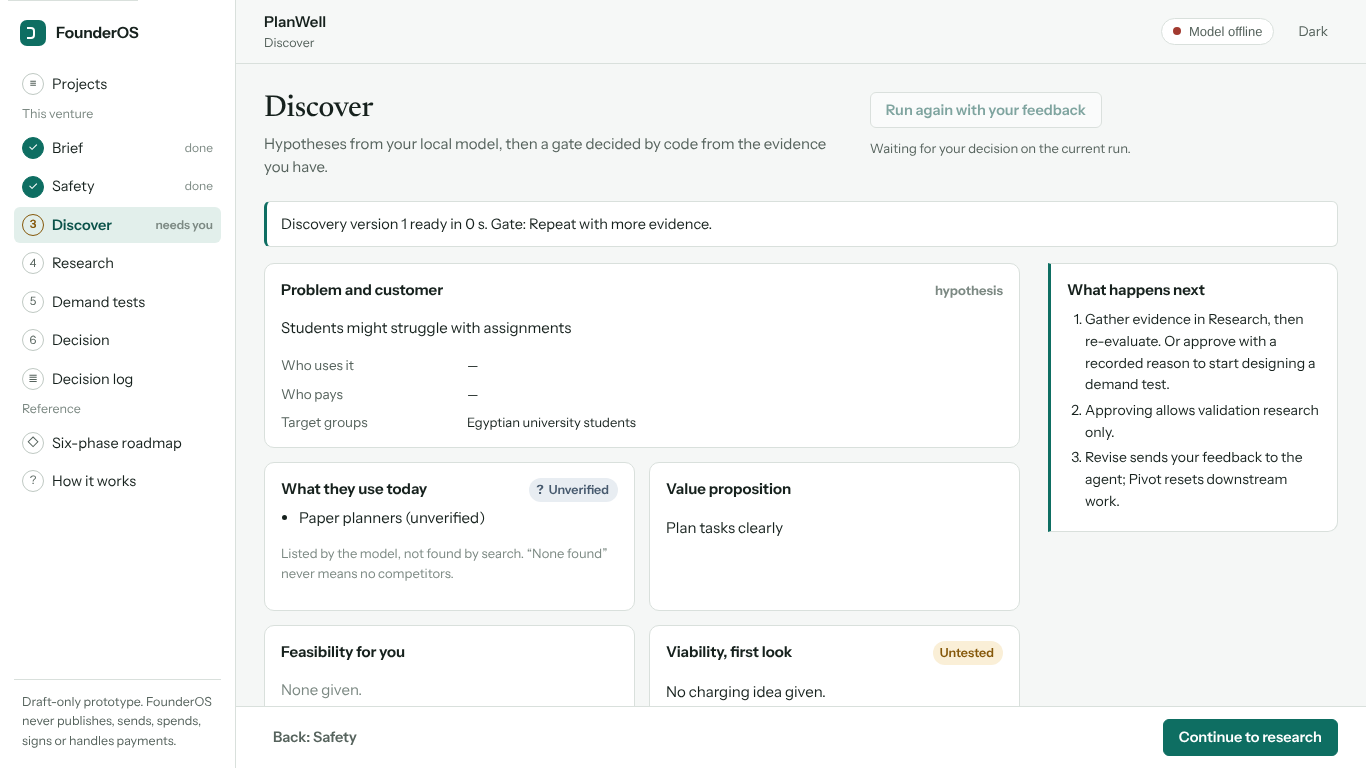 FounderOS
Projects
This venture
Brief
done
Safety
done
3
Discover
needs you
4
Research
5
Demand tests
6
Decision
Decision log
Reference
Six-phase roadmap
?
How it works
Draft-only prototype. FounderOS
never publishes, sends, spends,
signs or handles payments.
PlanWell
Discover
Model offline
Dark
Discover
Hypotheses from your local model, then a gate decided by code from the evidence
you have.
Run again with your feedback
Waiting for your decision on the current run.
Discovery version 1 ready in 0 s. Gate: Repeat with more evidence.
Problem and customer
hypothesis
Students might struggle with assignments
Who uses it —
Who pays —
Target groups Egyptian university students
What they use today
? Unverified
• Paper planners (unverified)
Listed by the model, not found by search. “None found”
never means no competitors.
Value proposition
Plan tasks clearly
Feasibility for you
None given.
Viability, first look
Untested
No charging idea given.
What happens next
1. Gather evidence in Research, then
re-evaluate. Or approve with a
recorded reason to start designing a
demand test.
2. Approving allows validation research
only.
3. Revise sends your feedback to the
agent; Pivot resets downstream
work.
Back: Safety
Continue to research